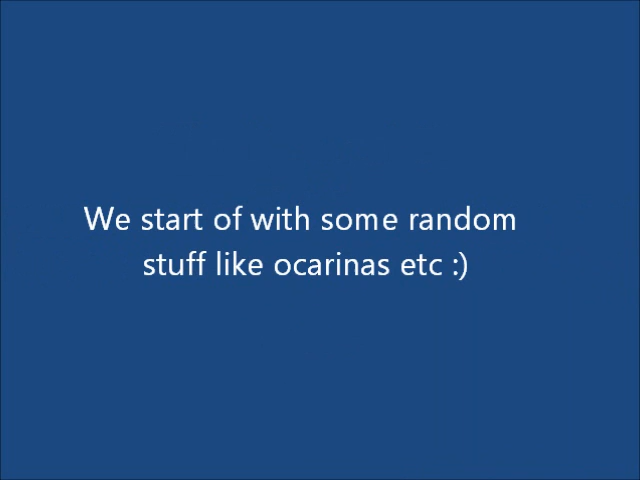 We start of with some random
stuff like ocarinas etc :)